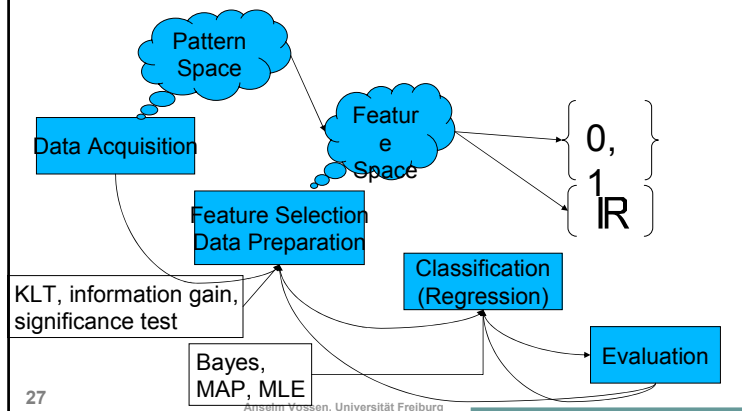 Pattern
Space
Featur
e
Space
0,
1
IR
Data Acquisition
Feature Selection
Data Preparation
Classification
(Regression)
KLT, information gain,
significance test
Bayes,
MAP, MLE
Evaluation
27
Anselm Vossen, Universität Freiburg